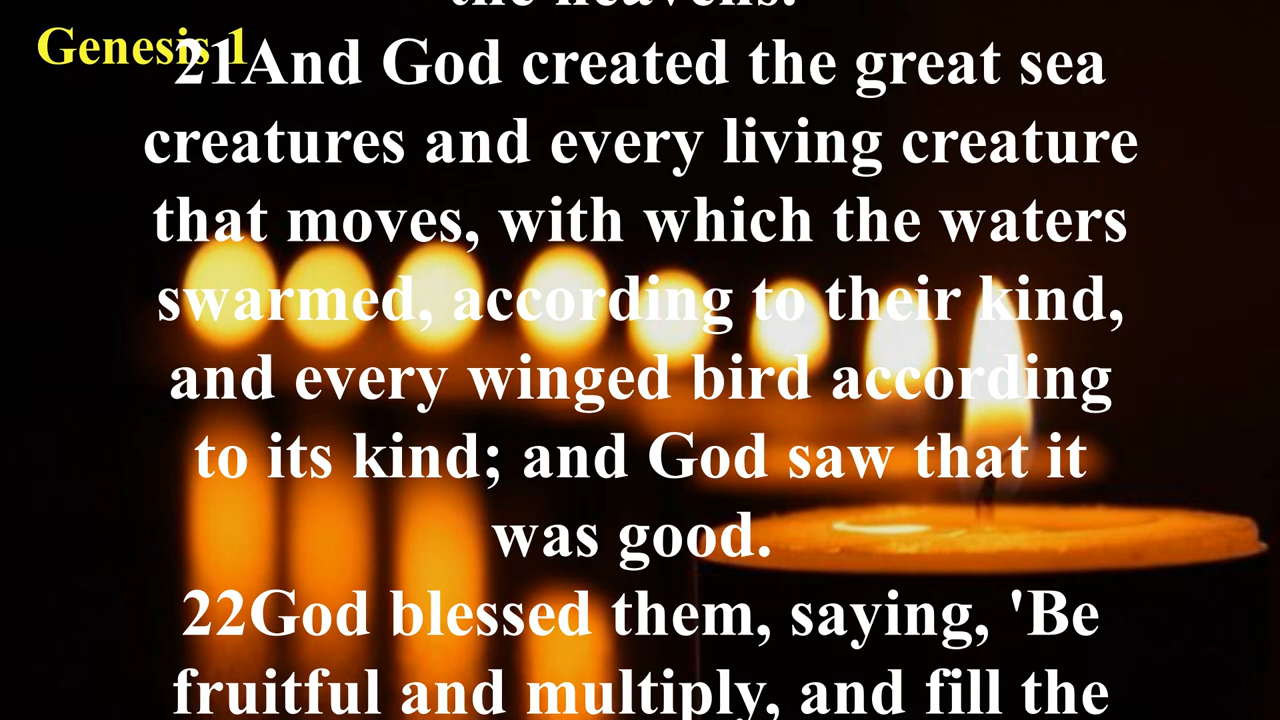 the heavens.
Genesis 1
21And God created the great sea
creatures and every living creature
that moves, with which the waters
swarmed, according to their kind,
and every winged bird according
to its kind; and God saw that it
was good.
22God blessed them, saying, 'Be
fruitful and multiply, and fill the